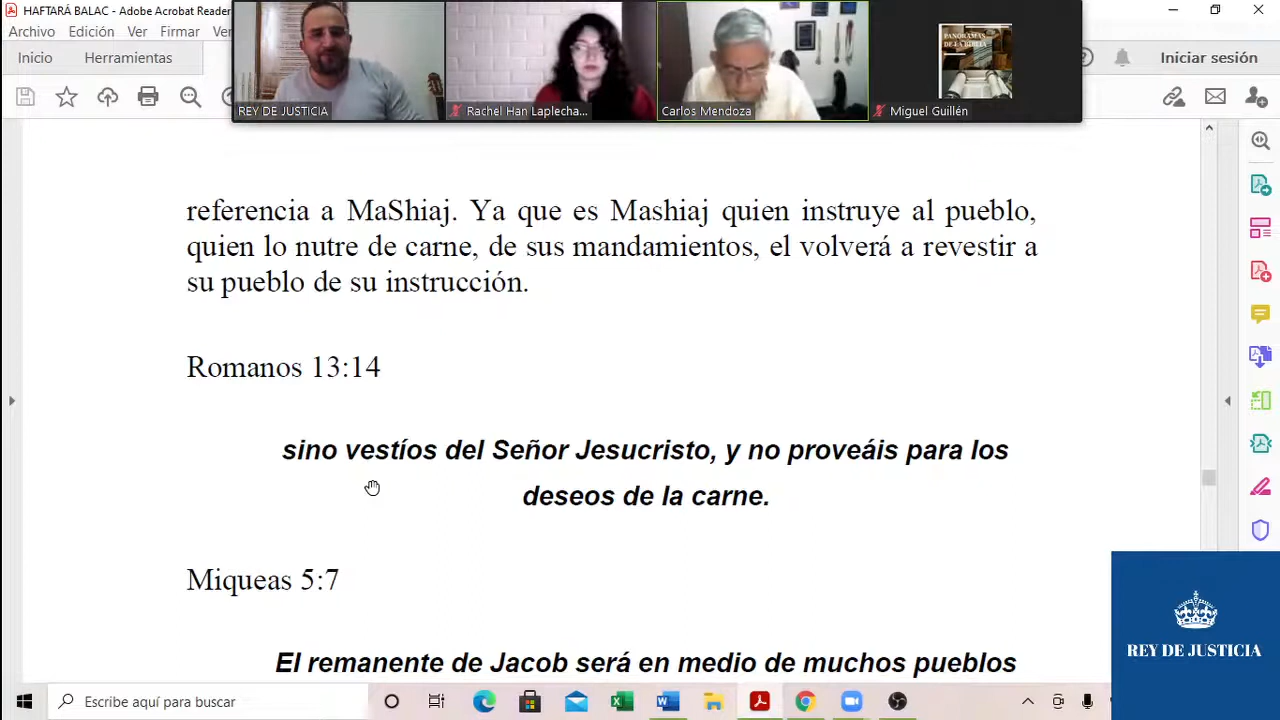 HAFTARÁ BALAC - Adobe Acrobat Reader
Archivo Edición Ver Firmar
Inicio Herramientas
Iniciar sesión
PANORAMAS
DE LA BIBLIA
REY DE JUSTICIA
Rachel Han Laplecha...
Carlos Mendoza
Miguel Guillén
referencia a MaShiaj. Ya que es Mashiaj quien instruye al pueblo,
quien lo nutre de carne, de sus mandamientos, el volverá a revestir a
su pueblo de su instrucción.
Romanos 13:14
sino vestíos del Señor Jesucristo, y no proveáis para los
deseos de la carne.
Miqueas 5:7
El remanente de Jacob será en medio de muchos pueblos
REY DE JUSTICIA
Escribe aquí para buscar